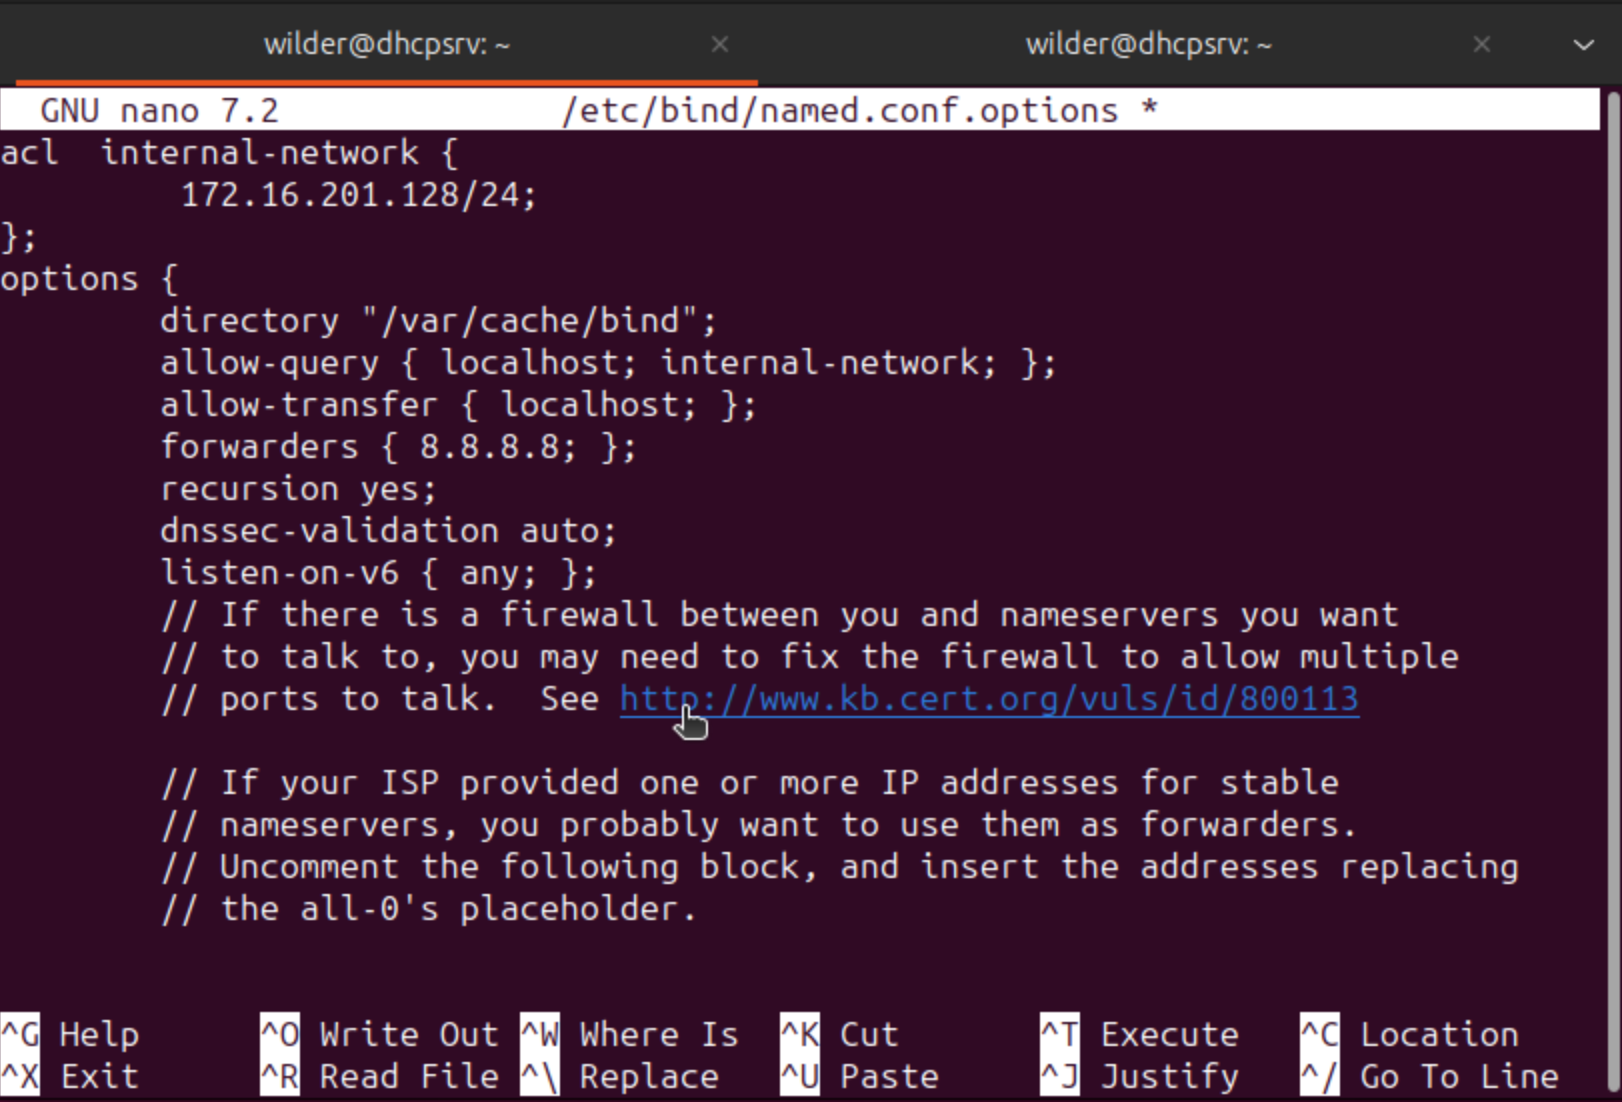 wilder@dhcpsrv: ~ × wilder@dhcpsrv: ~ ×
GNU nano 7.2 /etc/bind/named.conf.options *
acl  internal-network {
         172.16.201.128/24;
};
options {
        directory "/var/cache/bind";
        allow-query { localhost; internal-network; };
        allow-transfer { localhost; };
        forwarders { 8.8.8.8; };
        recursion yes;
        dnssec-validation auto;
        listen-on-v6 { any; };
        // If there is a firewall between you and nameservers you want
        // to talk to, you may need to fix the firewall to allow multiple
        // ports to talk.  See http://www.kb.cert.org/vuls/id/800113
        // If your ISP provided one or more IP addresses for stable
        // nameservers, you probably want to use them as forwarders.
        // Uncomment the following block, and insert the addresses replacing
        // the all-0's placeholder.
^G Help ^O Write Out ^W Where Is ^K Cut ^T Execute ^C Location
^X Exit ^R Read File ^\ Replace ^U Paste ^J Justify ^/ Go To Line